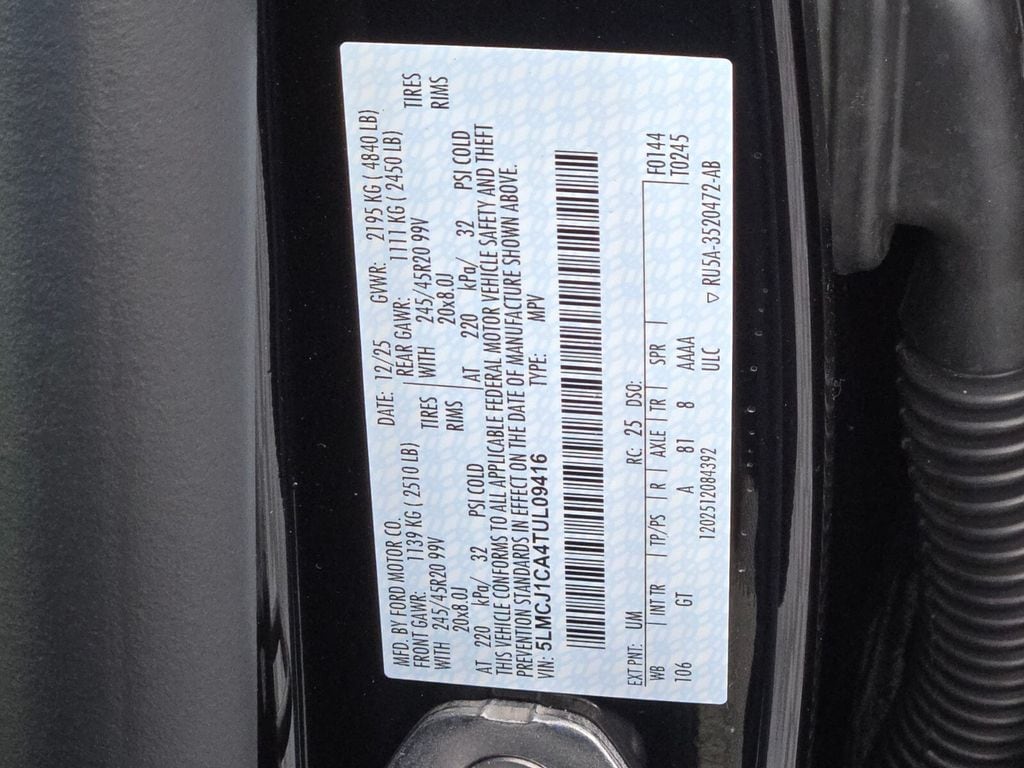 MFD. BY FORD MOTOR CO. DATE: 12/25 GVWR: 2195 KG ( 4840 LB)
FRONT GAWR: 1139 KG ( 2510 LB) REAR GAWR: 1111 KG ( 2450 LB)
WITH 245/45R20 99V TIRES WITH 245/45R20 99V TIRES
20x8.0J RIMS 20x8.0J RIMS
AT 220 kPa/ 32 PSI COLD AT 220 kPa/ 32 PSI COLD
THIS VEHICLE CONFORMS TO ALL APPLICABLE FEDERAL MOTOR VEHICLE SAFETY AND THEFT
PREVENTION STANDARDS IN EFFECT ON THE DATE OF MANUFACTURE SHOWN ABOVE.
VIN: 5LMCJ1CA4TUL09416 TYPE: MPV
EXT PNT: UM RC: 25 DSO: F0144
WB INT TR TP/PS R AXLE TR SPR T0245
106 GT A 81 8 AAAA
1202512084392 ULC ▽ RU5A-3520472-AB